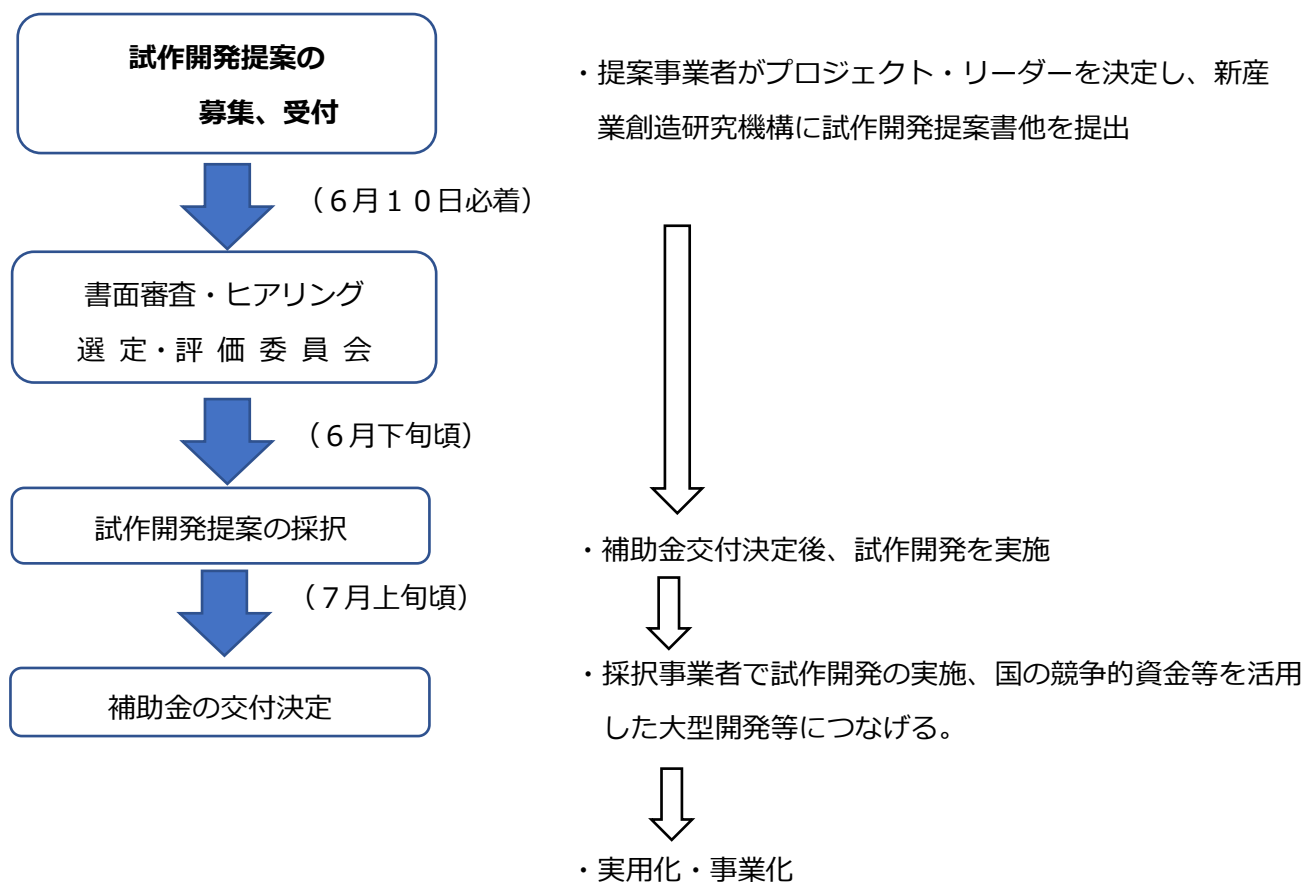 試作開発提案の
募集、受付
(6月10日必着)
書面審査・ヒアリング
選 定・評 価 委 員 会
(6月下旬頃)
試作開発提案の採択
(7月上旬頃)
補助金の交付決定
・提案事業者がプロジェクト・リーダーを決定し、新産
業創造研究機構に試作開発提案書他を提出
・補助金交付決定後、試作開発を実施
・採択事業者で試作開発の実施、国の競争的資金等を活用
した大型開発等につなげる。
・実用化・事業化